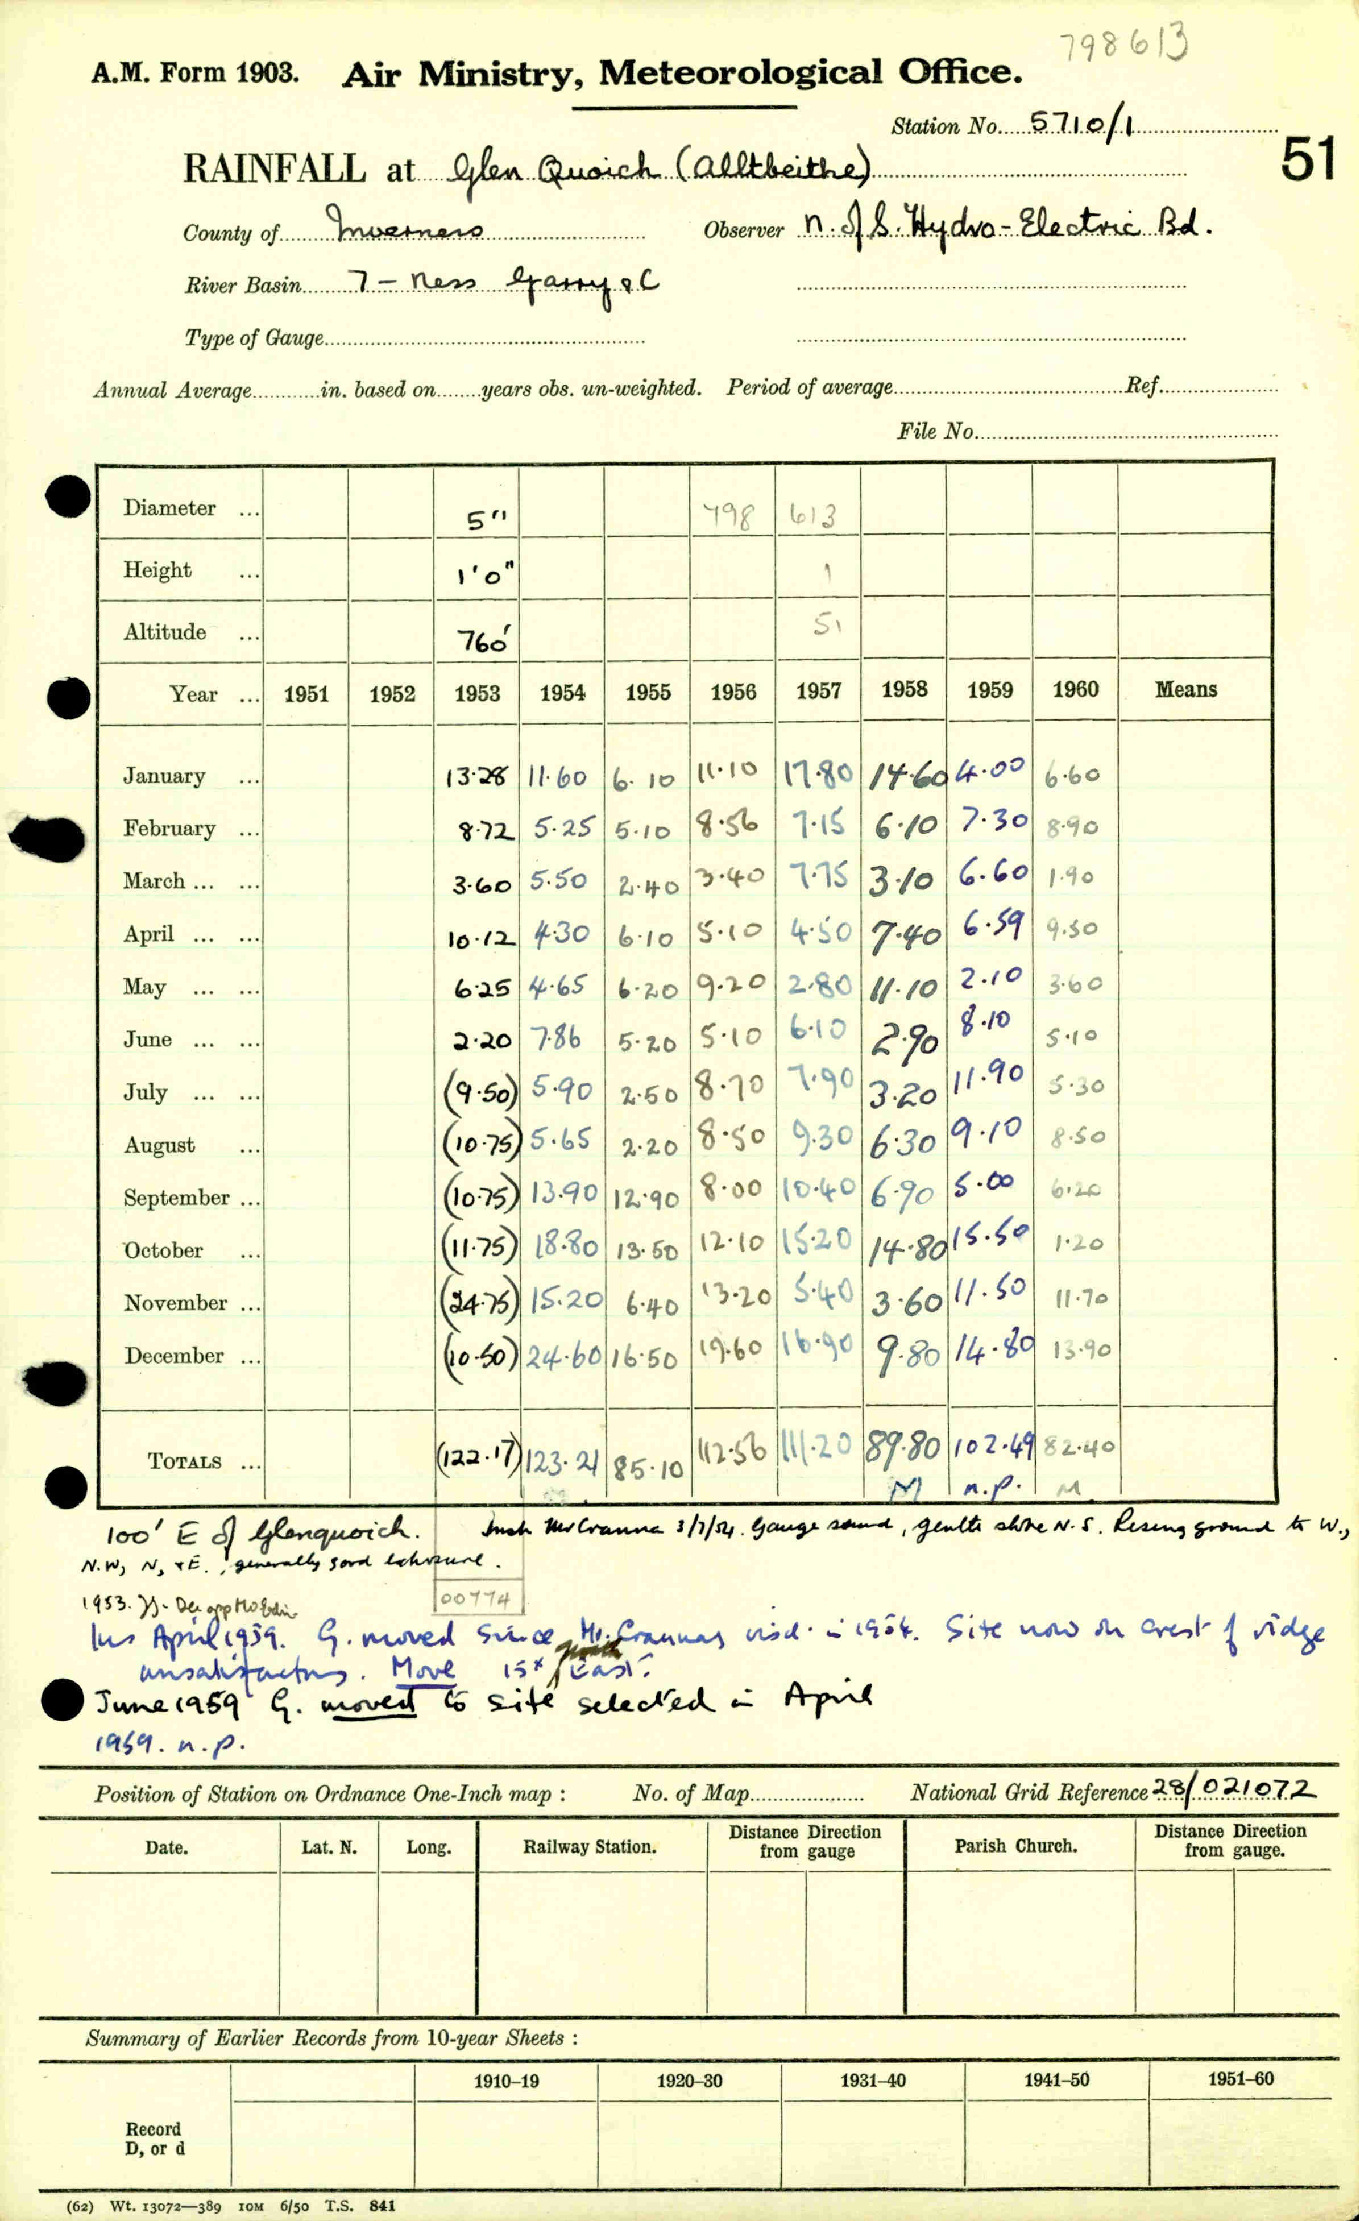 798613
A.M. Form 1903. Air Ministry, Meteorological Office.
Station No. 5710/1
51
RAINFALL at Glen Quoich (Alltbeithe)
County of Inverness Observer N. of S. Hydro-Electric Bd.
River Basin 7 - Ness Garry & C
Type of Gauge
Annual Average in. based on years obs. un-weighted. Period of average Ref.
File No.
Diameter ... 5" 798 613
Height ... 1'0" 1
Altitude ... 760' 51
Year ... 1951 1952 1953 1954 1955 1956 1957 1958 1959 1960 Means
January ... 13.28 11.60 6.10 11.10 17.80 14.60 4.00 6.60
February ... 8.72 5.25 5.10 8.56 7.15 6.10 7.30 8.90
March ... ... 3.60 5.50 2.40 3.40 7.75 3.10 6.60 1.90
April ... ... 10.12 4.30 6.10 5.10 4.50 7.40 6.59 9.50
May ... ... 6.25 4.65 6.20 9.20 2.80 11.10 2.10 3.60
June ... ... 2.20 7.86 5.20 5.10 6.10 2.90 8.10 5.10
July ... ... (9.50) 5.90 2.50 8.70 7.90 3.20 11.90 5.30
August ... (10.75) 5.65 2.20 8.50 9.30 6.30 9.10 8.50
September ... (10.75) 13.90 12.90 8.00 10.40 6.90 5.00 6.20
October ... (11.75) 18.80 13.50 12.10 15.20 14.80 15.50 1.20
November ... (24.75) 15.20 6.40 13.20 5.40 3.60 11.50 11.70
December ... (10.50) 24.60 16.50 19.60 16.90 9.80 14.80 13.90
TOTALS ... (122.17) 123.21 85.10 112.56 111.20 89.80 102.49 82.40
M n.p. M
100' E of Glenquoich. Insp. McCranna 3/7/54. Gauge sound, gentle slope N.S. Rising ground to W.,
N.W, N, & E., generally good exposure.
1953. Jy - Dec app
00774
Ins April 1959. G. moved since Mr. Crannas visit in 1954. Site now on crest of ridge
unsatisfactory. Move 15x East.
June 1959 G. moved to site selected in April
1959. n.p.
Position of Station on Ordnance One-Inch map : No. of Map National Grid Reference 28/021072
Date. Lat. N. Long. Railway Station. Distance from gauge Direction Parish Church. Distance from gauge. Direction
Summary of Earlier Records from 10-year Sheets :
1910–19 1920–30 1931–40 1941–50 1951–60
Record
D, or d
(62) Wt. 13072—389 10M 6/50 T.S. 841